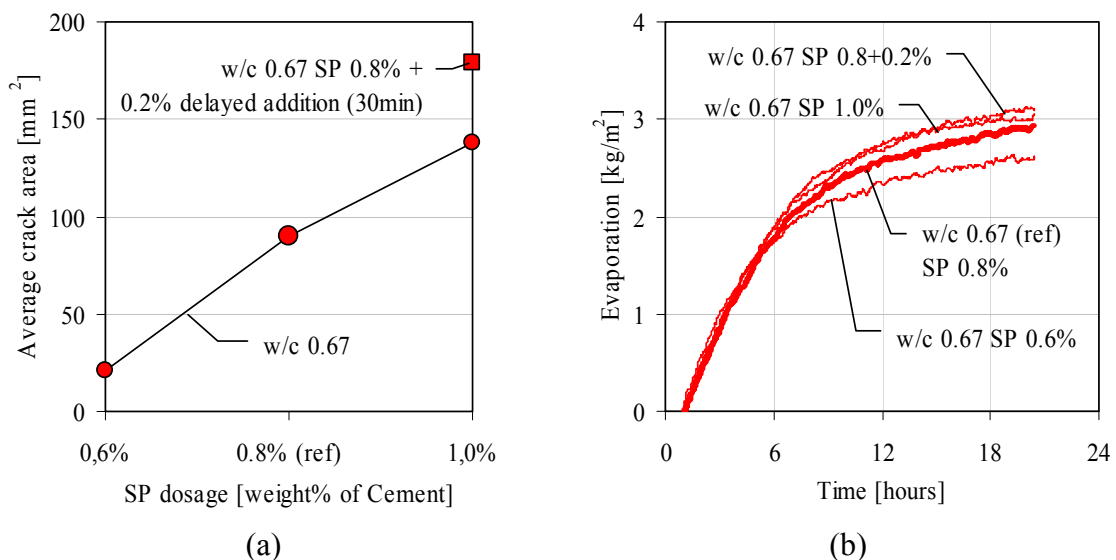 200
150
100
50
0
Average crack area [mm²]
w/c 0.67 SP 0.8% +
0.2% delayed addition (30min)
w/c 0.67
0,6%
0.8% (ref)
1,0%
SP dosage [weight% of Cement]
(a)
4
3
2
1
0
Evaporation [kg/m²]
w/c 0.67 SP 0.8+0.2%
w/c 0.67 SP 1.0%
w/c 0.67 (ref)
SP 0.8%
w/c 0.67 SP 0.6%
0
6
12
18
24
Time [hours]
(b)